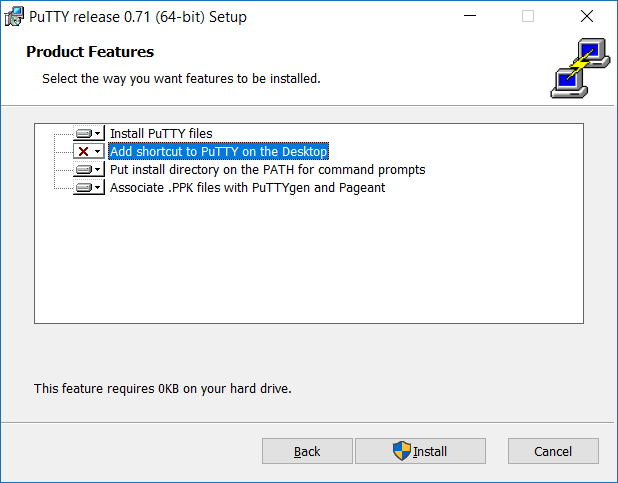 PuTTY release 0.71 (64-bit) Setup
Product Features
Select the way you want features to be installed.
Install PuTTY files
Add shortcut to PuTTY on the Desktop
Put install directory on the PATH for command prompts
Associate .PPK files with PuTTYgen and Pageant
This feature requires 0KB on your hard drive.
Back
Install
Cancel